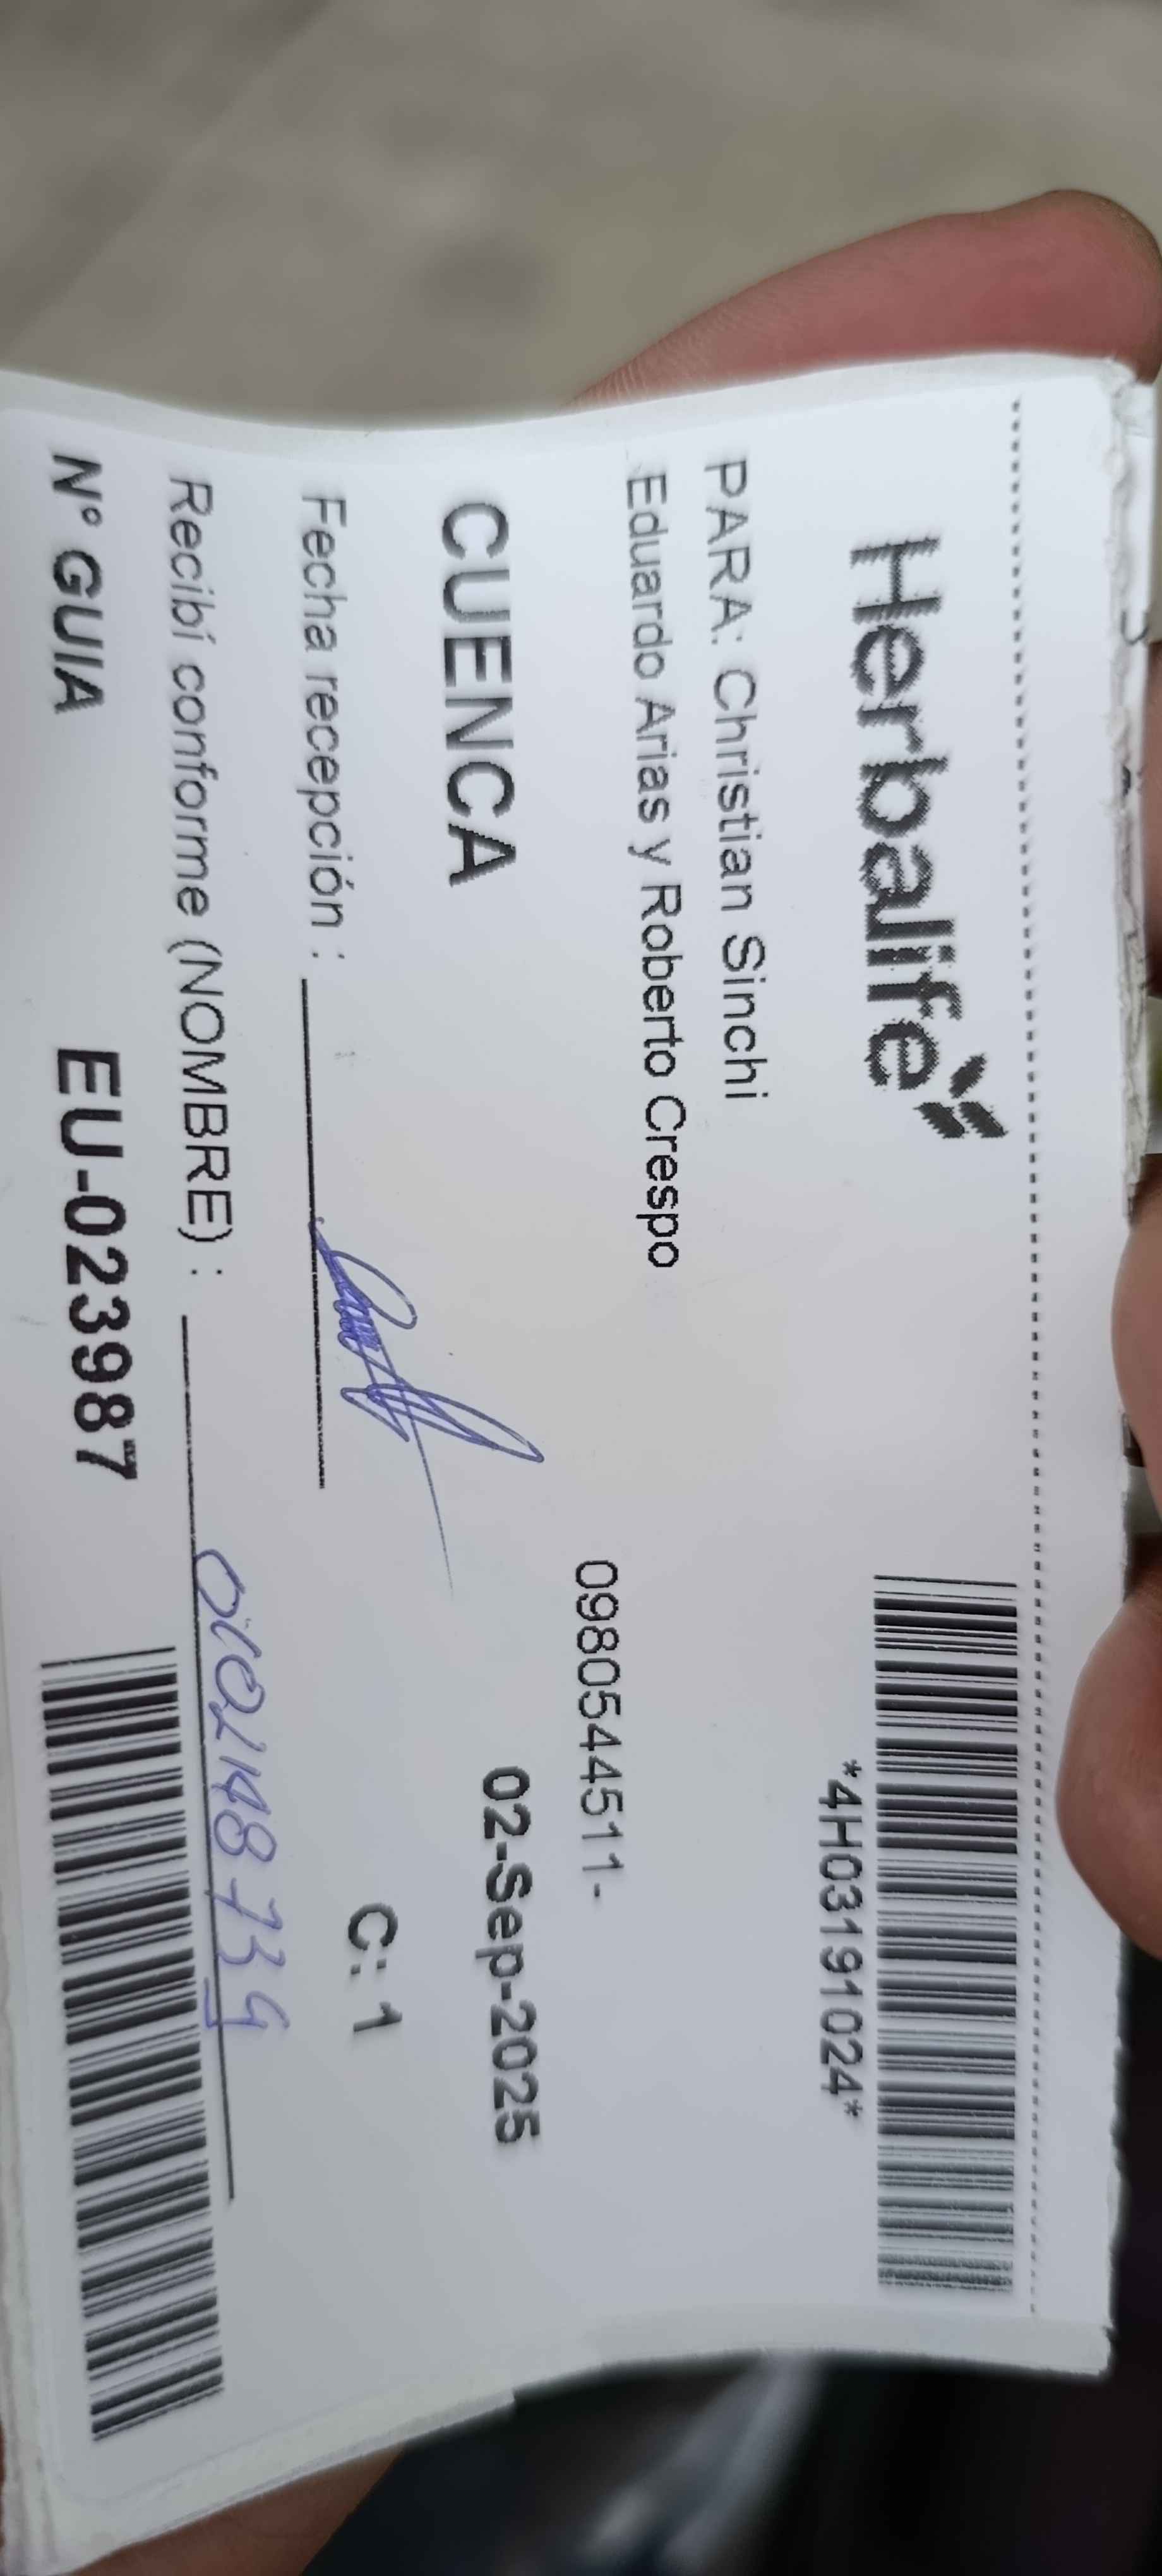 Herbalife
*4H03191024*
PARA: Christian Sinchi
Eduardo Arias y Roberto Crespo
0980544511-
CUENCA
02-Sep-2025
Fecha recepción :
C: 1
Recibí conforme (NOMBRE) :
Nº GUIA
EU-023987